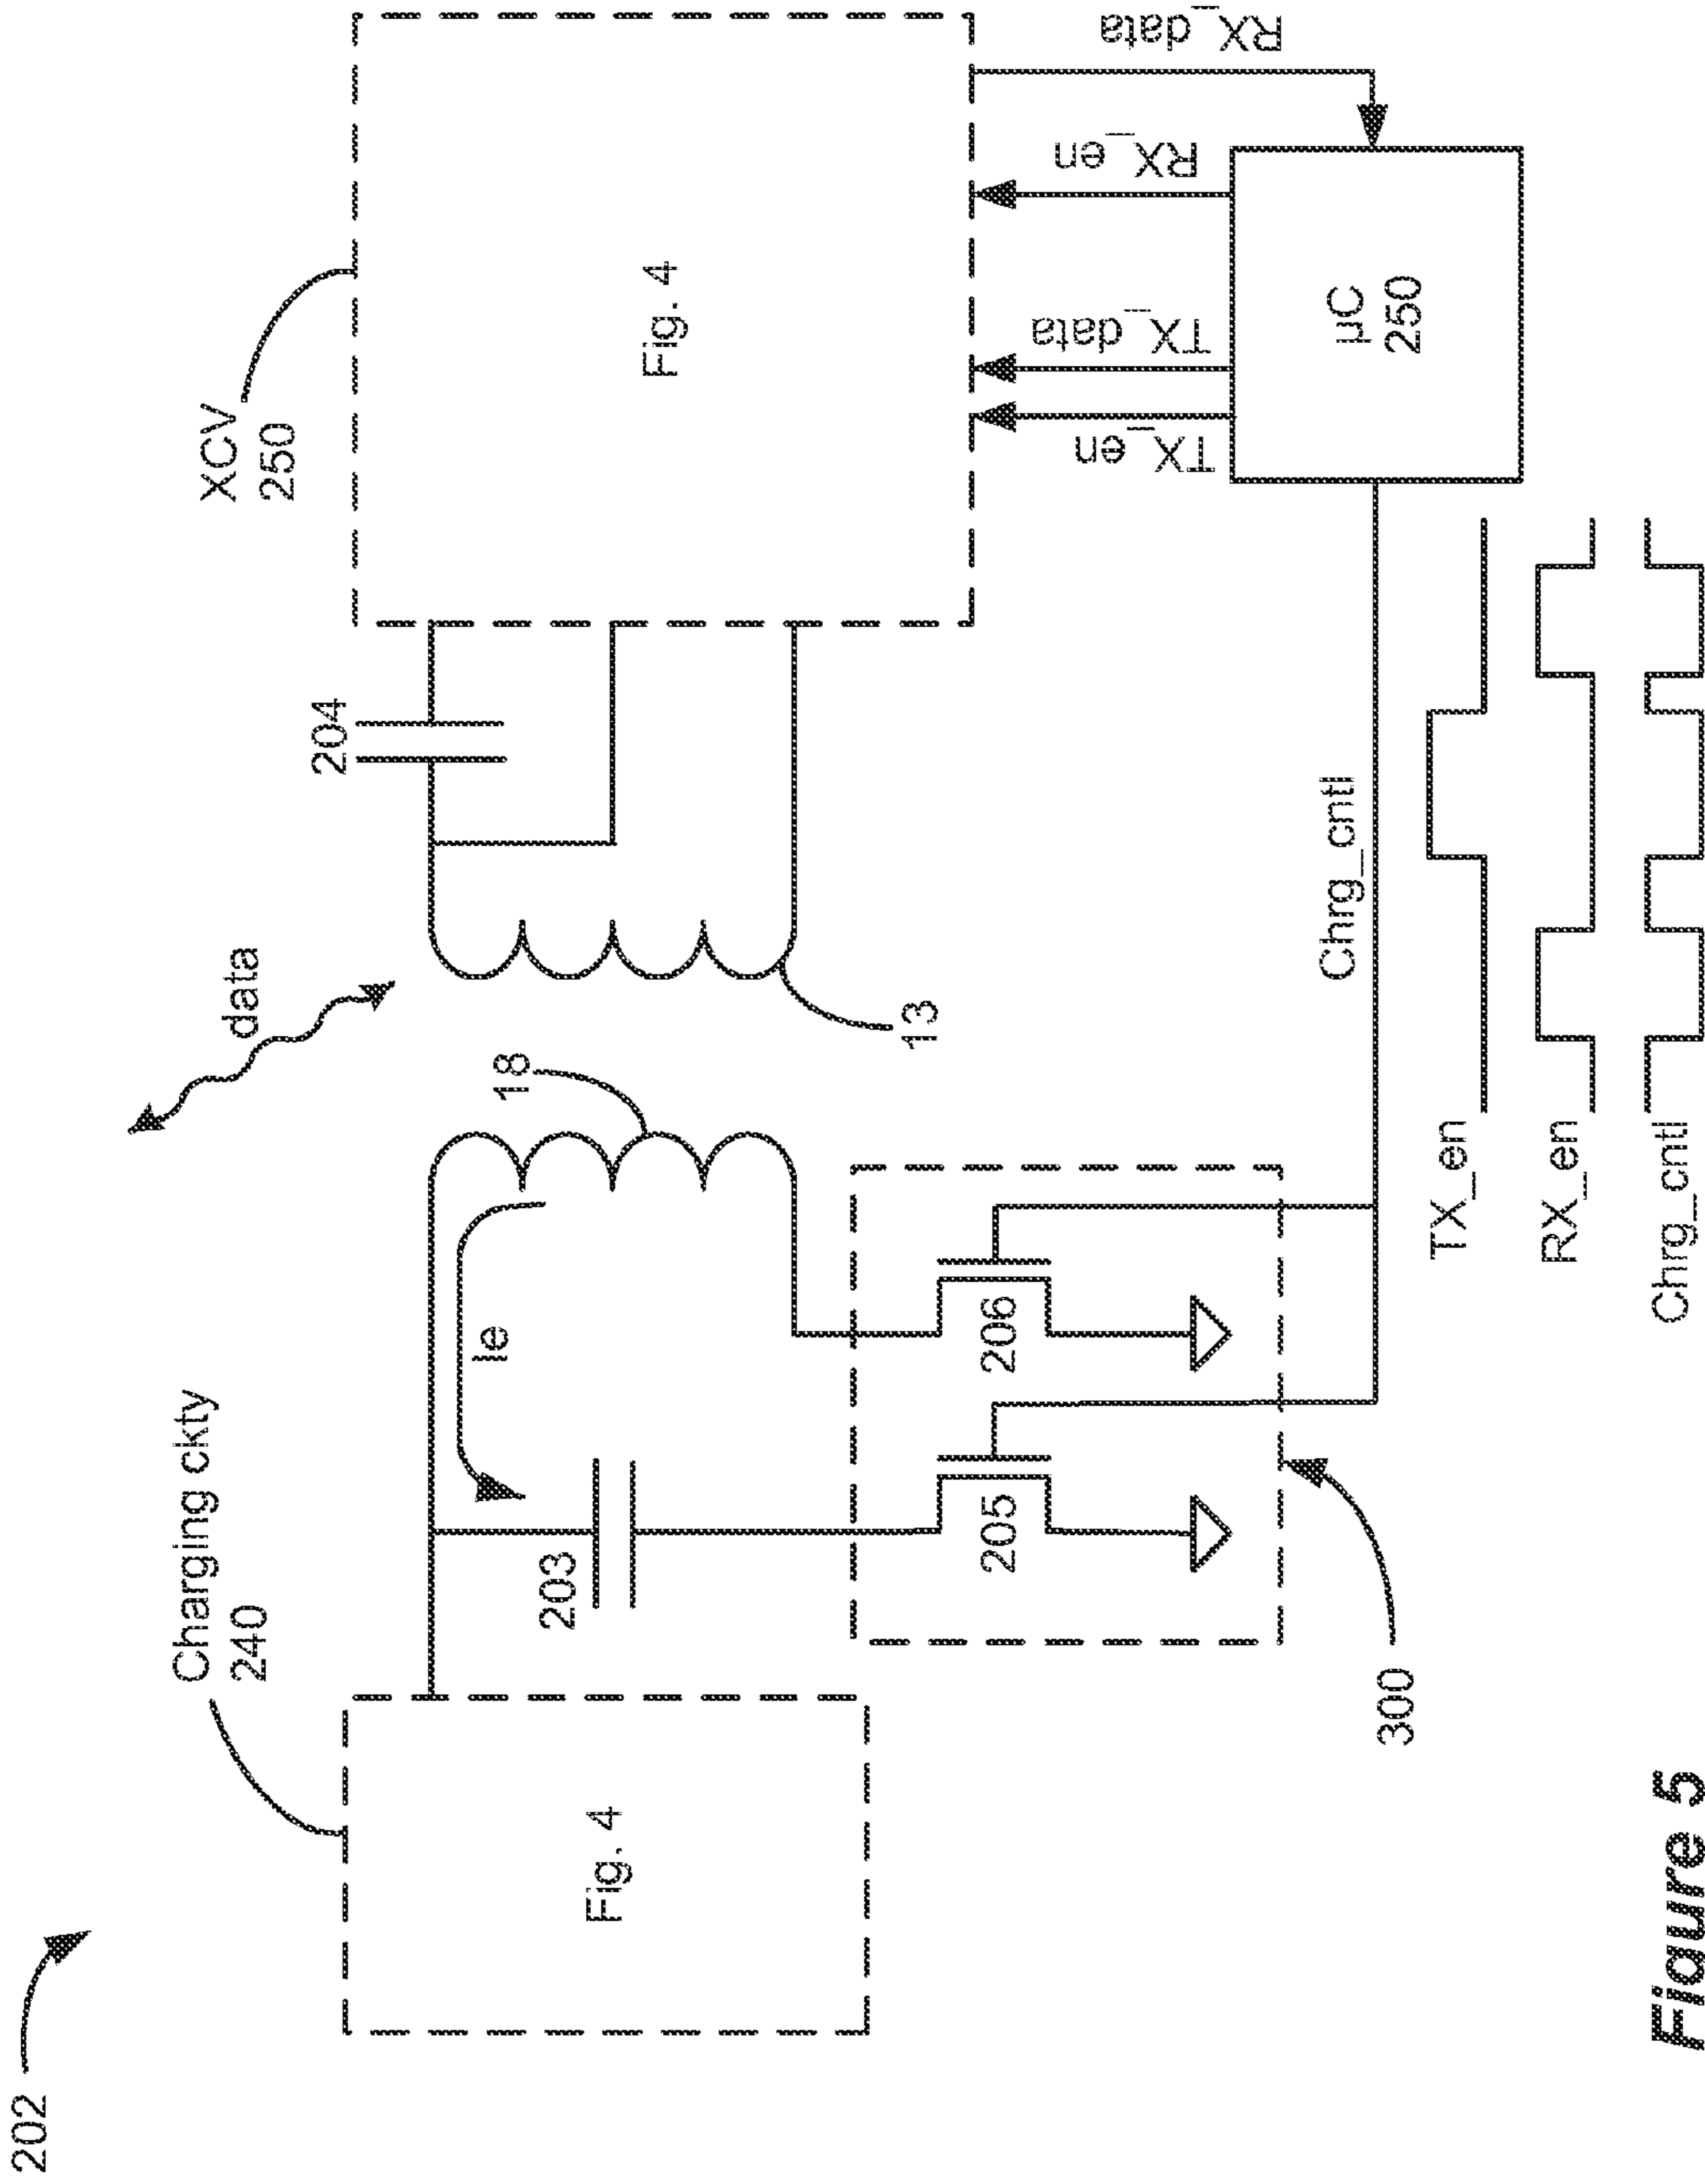 202
Charging ckty
240
Fig. 4
Ie
203
205
206
300
18
data
13
204
XCV
250
Fig. 4
TX_en
TX_data
RX_en
RX_data
µC
250
Chrg_cntl
TX_en
RX_en
Chrg_cntl
Figure 5